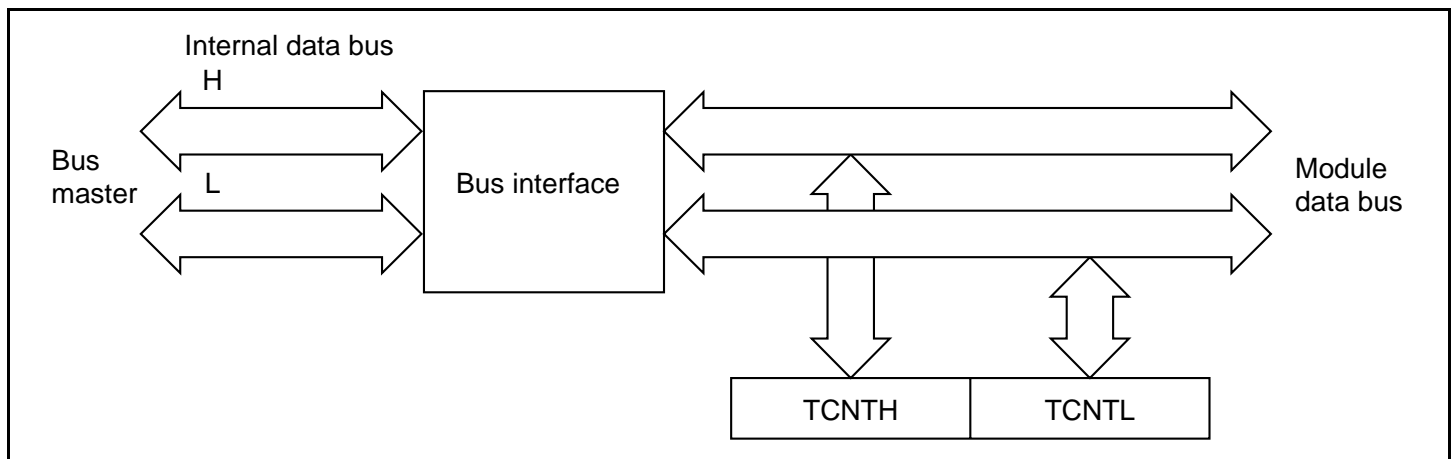 Internal data bus
H
Bus
master
L
Bus interface
Module
data bus
TCNTH
TCNTL